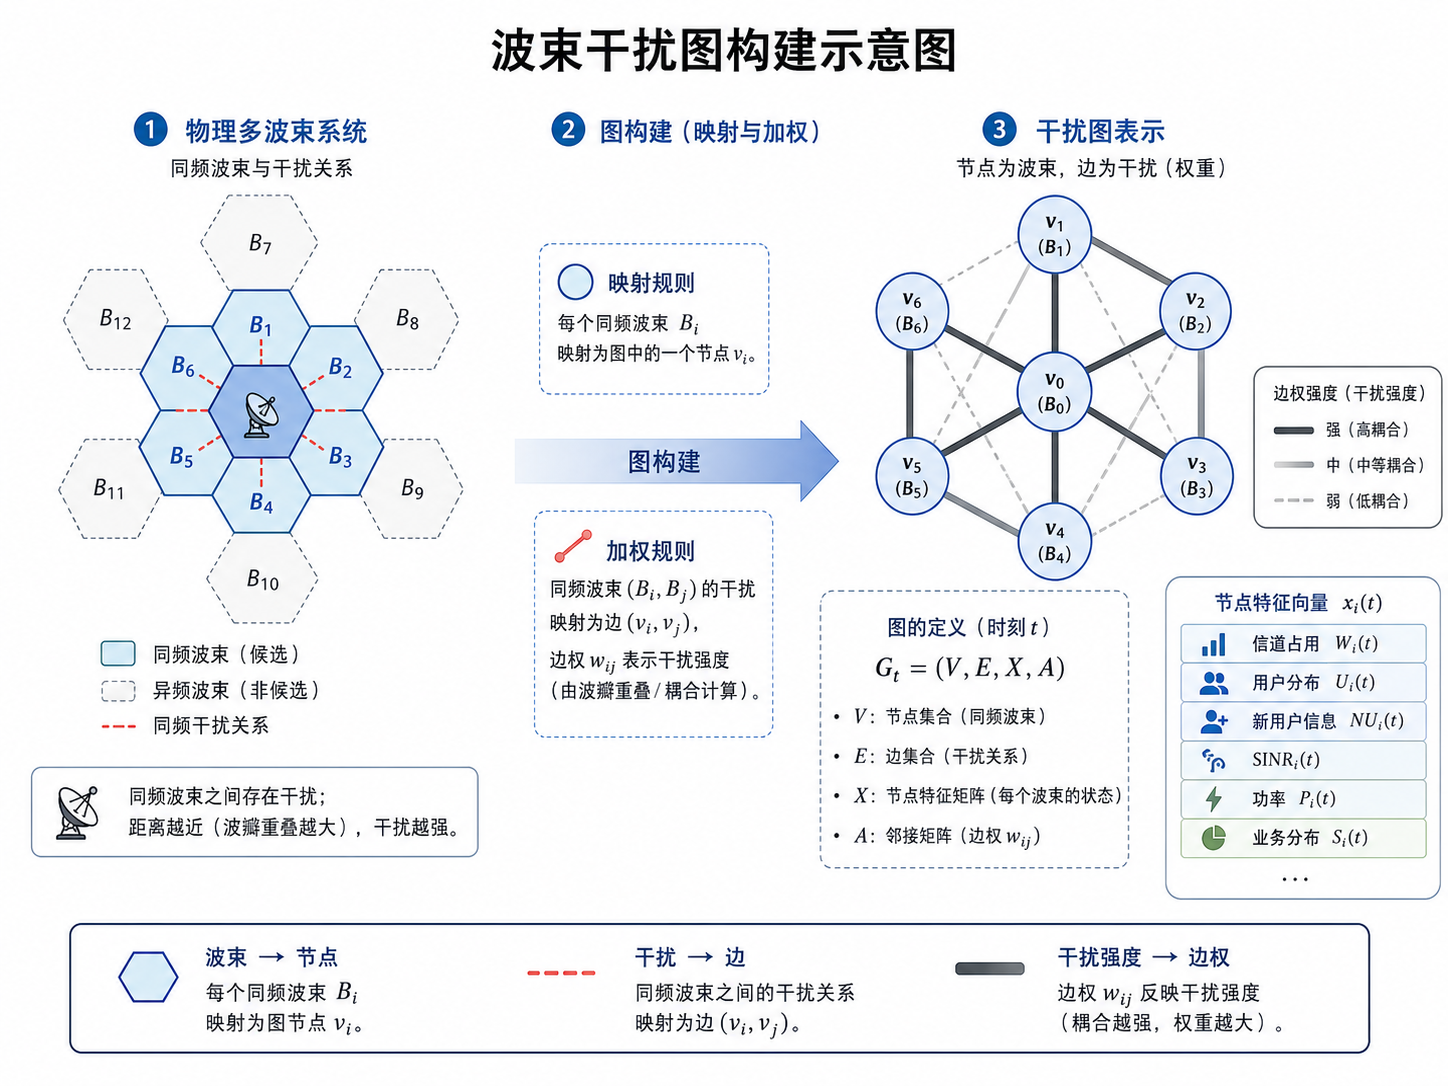 波束干扰图构建示意图
1 物理多波束系统
同频波束与干扰关系
B7
B12
B8
B1
B6
B2
B5
B3
B4
B11
B9
B10
同频波束（候选）
异频波束（非候选）
同频干扰关系
同频波束之间存在干扰；
距离越近（波瓣重叠越大），干扰越强。
2 图构建（映射与加权）
映射规则
每个同频波束 Bi
映射为图中的一个节点 vi。
图构建
加权规则
同频波束 (Bi, Bj) 的干扰
映射为边 (vi, vj)，
边权 wij 表示干扰强度
（由波瓣重叠 / 耦合计算）。
3 干扰图表示
节点为波束，边为干扰（权重）
v1
(B1)
v6
(B6)
v2
(B2)
v0
(B0)
v5
(B5)
v3
(B3)
v4
(B4)
边权强度（干扰强度）
强（高耦合）
中（中等耦合）
弱（低耦合）
图的定义（时刻 t）
Gt = (V, E, X, A)
• V：节点集合（同频波束）
• E：边集合（干扰关系）
• X：节点特征矩阵（每个波束的状态）
• A：邻接矩阵（边权 wij）
节点特征向量 xi(t)
信道占用 Wi(t)
用户分布 Ui(t)
新用户信息 NUi(t)
SINRi(t)
功率 Pi(t)
业务分布 Si(t)
...
波束 → 节点
每个同频波束 Bi
映射为图节点 vi。
干扰 → 边
同频波束之间的干扰关系
映射为边 (vi, vj)。
干扰强度 → 边权
边权 wij 反映干扰强度
（耦合越强，权重越大）。